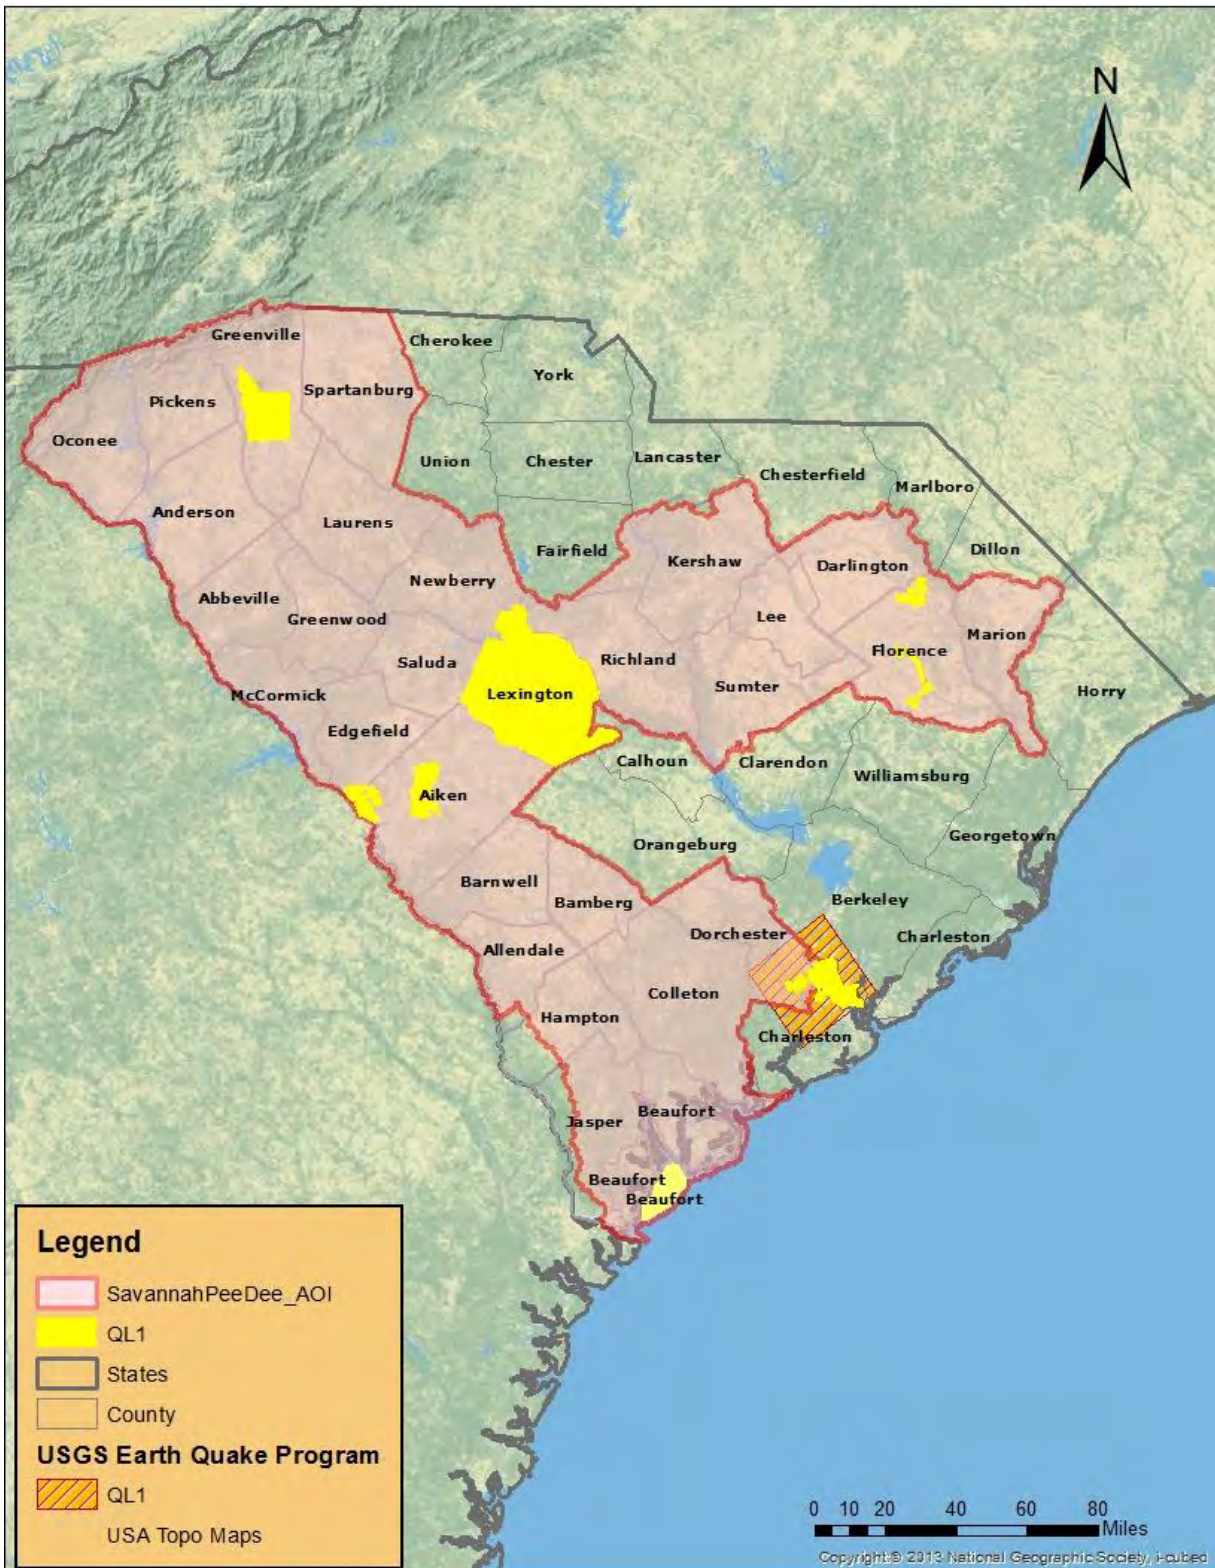 N
Greenville
Cherokee
York
Spartanburg
Pickens
Oconee
Union
Chester
Lancaster
Chesterfield
Marlboro
Anderson
Laurens
Fairfield
Dillon
Kershaw
Darlington
Newberry
Abbeville
Greenwood
Lee
Marion
Florence
Saluda
Richland
McCormick
Lexington
Sumter
Horry
Edgefield
Calhoun
Clarendon
Williamsburg
Aiken
Georgetown
Orangeburg
Barnwell
Bamberg
Berkeley
Dorchester
Charleston
Allendale
Colleton
Hampton
Charleston
Jasper
Beaufort
Beaufort
Beaufort
Legend
SavannahPeeDee_AOI
QL1
States
County
USGS Earth Quake Program
QL1
USA Topo Maps
0 10 20 40 60 80
Miles
Copyright:© 2013 National Geographic Society, i-cubed